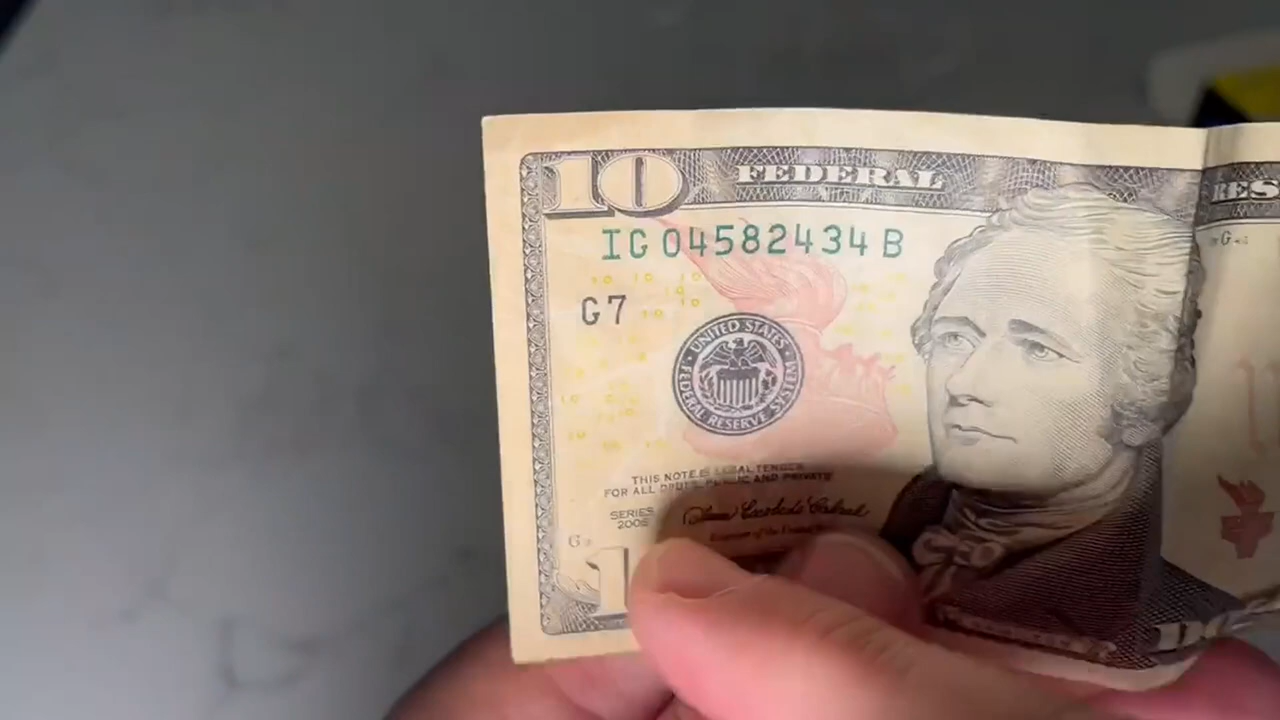 10 FEDERAL RES
IG 04582434 B
G7
UNITED STATES
FEDERAL RESERVE SYSTEM
THIS NOTE IS LEGAL TENDER
FOR ALL DEBTS, PUBLIC AND PRIVATE
SERIES
2006